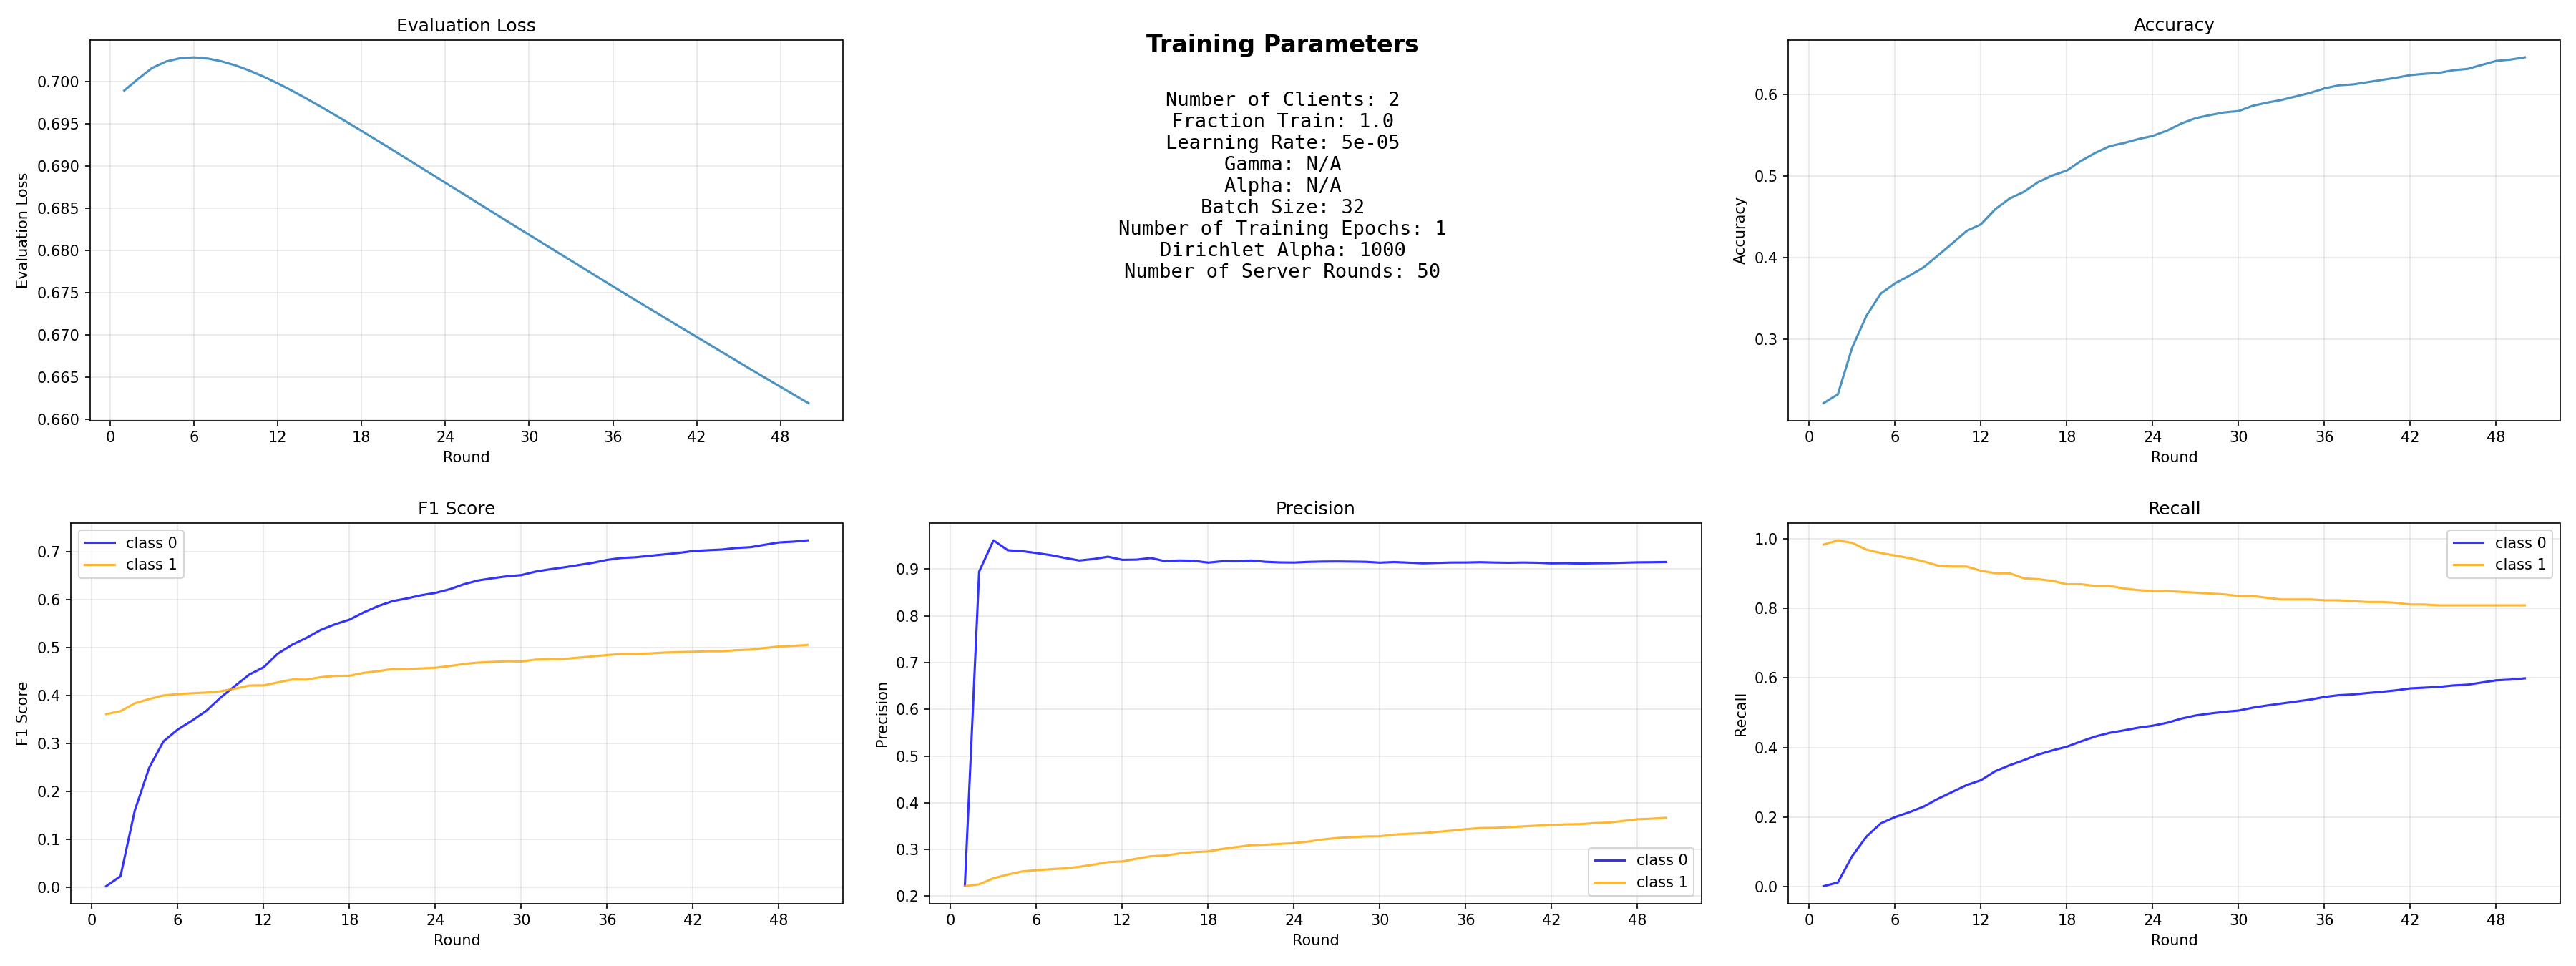 Evaluation Loss
Evaluation Loss
0.700
0.695
0.690
0.685
0.680
0.675
0.670
0.665
0.660
0 6 12 18 24 30 36 42 48
Round
Training Parameters
Number of Clients: 2
Fraction Train: 1.0
Learning Rate: 5e-05
Gamma: N/A
Alpha: N/A
Batch Size: 32
Number of Training Epochs: 1
Dirichlet Alpha: 1000
Number of Server Rounds: 50
Accuracy
Accuracy
0.6
0.5
0.4
0.3
0 6 12 18 24 30 36 42 48
Round
F1 Score
F1 Score
class 0
class 1
0.7
0.6
0.5
0.4
0.3
0.2
0.1
0.0
0 6 12 18 24 30 36 42 48
Round
Precision
Precision
0.9
0.8
0.7
0.6
0.5
0.4
0.3
0.2
class 0
class 1
0 6 12 18 24 30 36 42 48
Round
Recall
Recall
class 0
class 1
1.0
0.8
0.6
0.4
0.2
0.0
0 6 12 18 24 30 36 42 48
Round